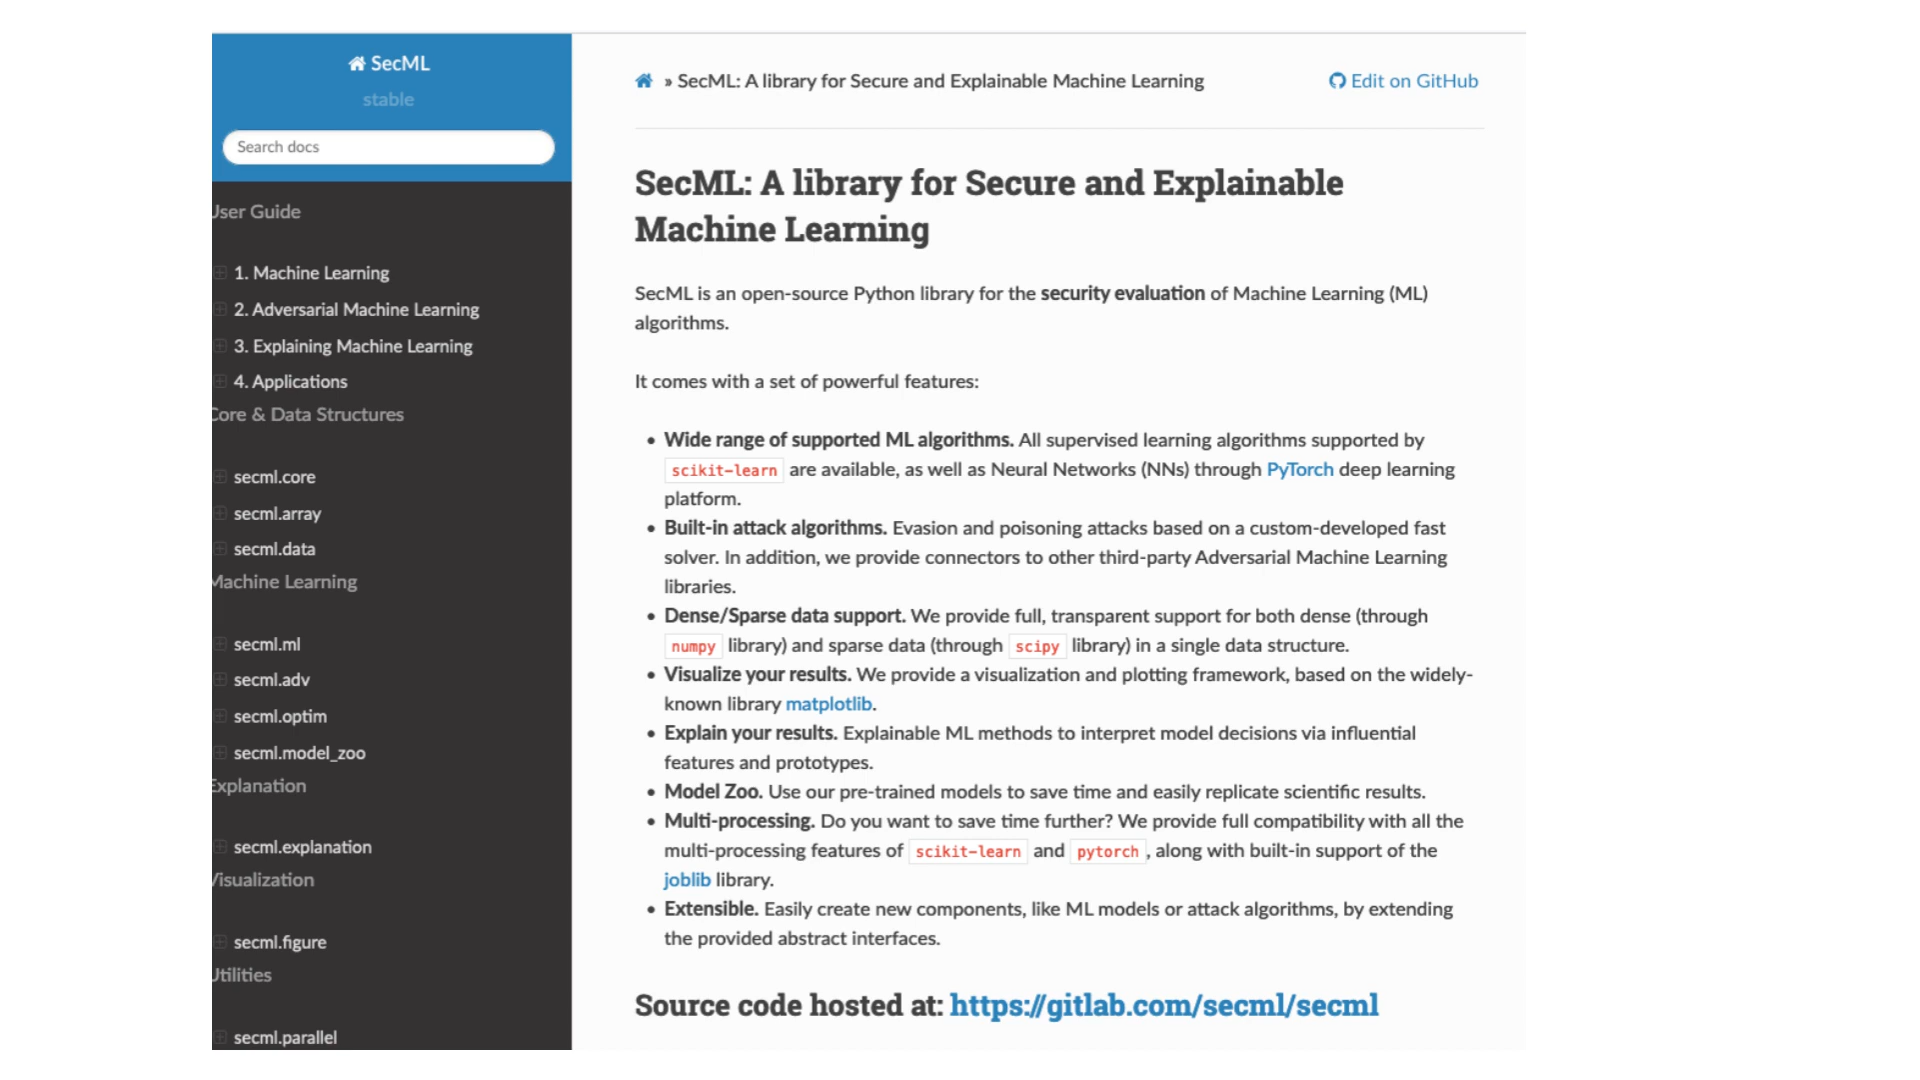 SecML
stable
Search docs
User Guide
1. Machine Learning
2. Adversarial Machine Learning
3. Explaining Machine Learning
4. Applications
Core & Data Structures
secml.core
secml.array
secml.data
Machine Learning
secml.ml
secml.adv
secml.optim
secml.model_zoo
Explanation
secml.explanation
Visualization
secml.figure
Utilities
secml.parallel
» SecML: A library for Secure and Explainable Machine Learning
Edit on GitHub
SecML: A library for Secure and Explainable
Machine Learning
SecML is an open-source Python library for the security evaluation of Machine Learning (ML)
algorithms.
It comes with a set of powerful features:
• Wide range of supported ML algorithms. All supervised learning algorithms supported by
scikit-learn are available, as well as Neural Networks (NNs) through PyTorch deep learning
platform.
• Built-in attack algorithms. Evasion and poisoning attacks based on a custom-developed fast
solver. In addition, we provide connectors to other third-party Adversarial Machine Learning
libraries.
• Dense/Sparse data support. We provide full, transparent support for both dense (through
numpy library) and sparse data (through scipy library) in a single data structure.
• Visualize your results. We provide a visualization and plotting framework, based on the widely-
known library matplotlib.
• Explain your results. Explainable ML methods to interpret model decisions via influential
features and prototypes.
• Model Zoo. Use our pre-trained models to save time and easily replicate scientific results.
• Multi-processing. Do you want to save time further? We provide full compatibility with all the
multi-processing features of scikit-learn and pytorch, along with built-in support of the
joblib library.
• Extensible. Easily create new components, like ML models or attack algorithms, by extending
the provided abstract interfaces.
Source code hosted at: https://gitlab.com/secml/secml